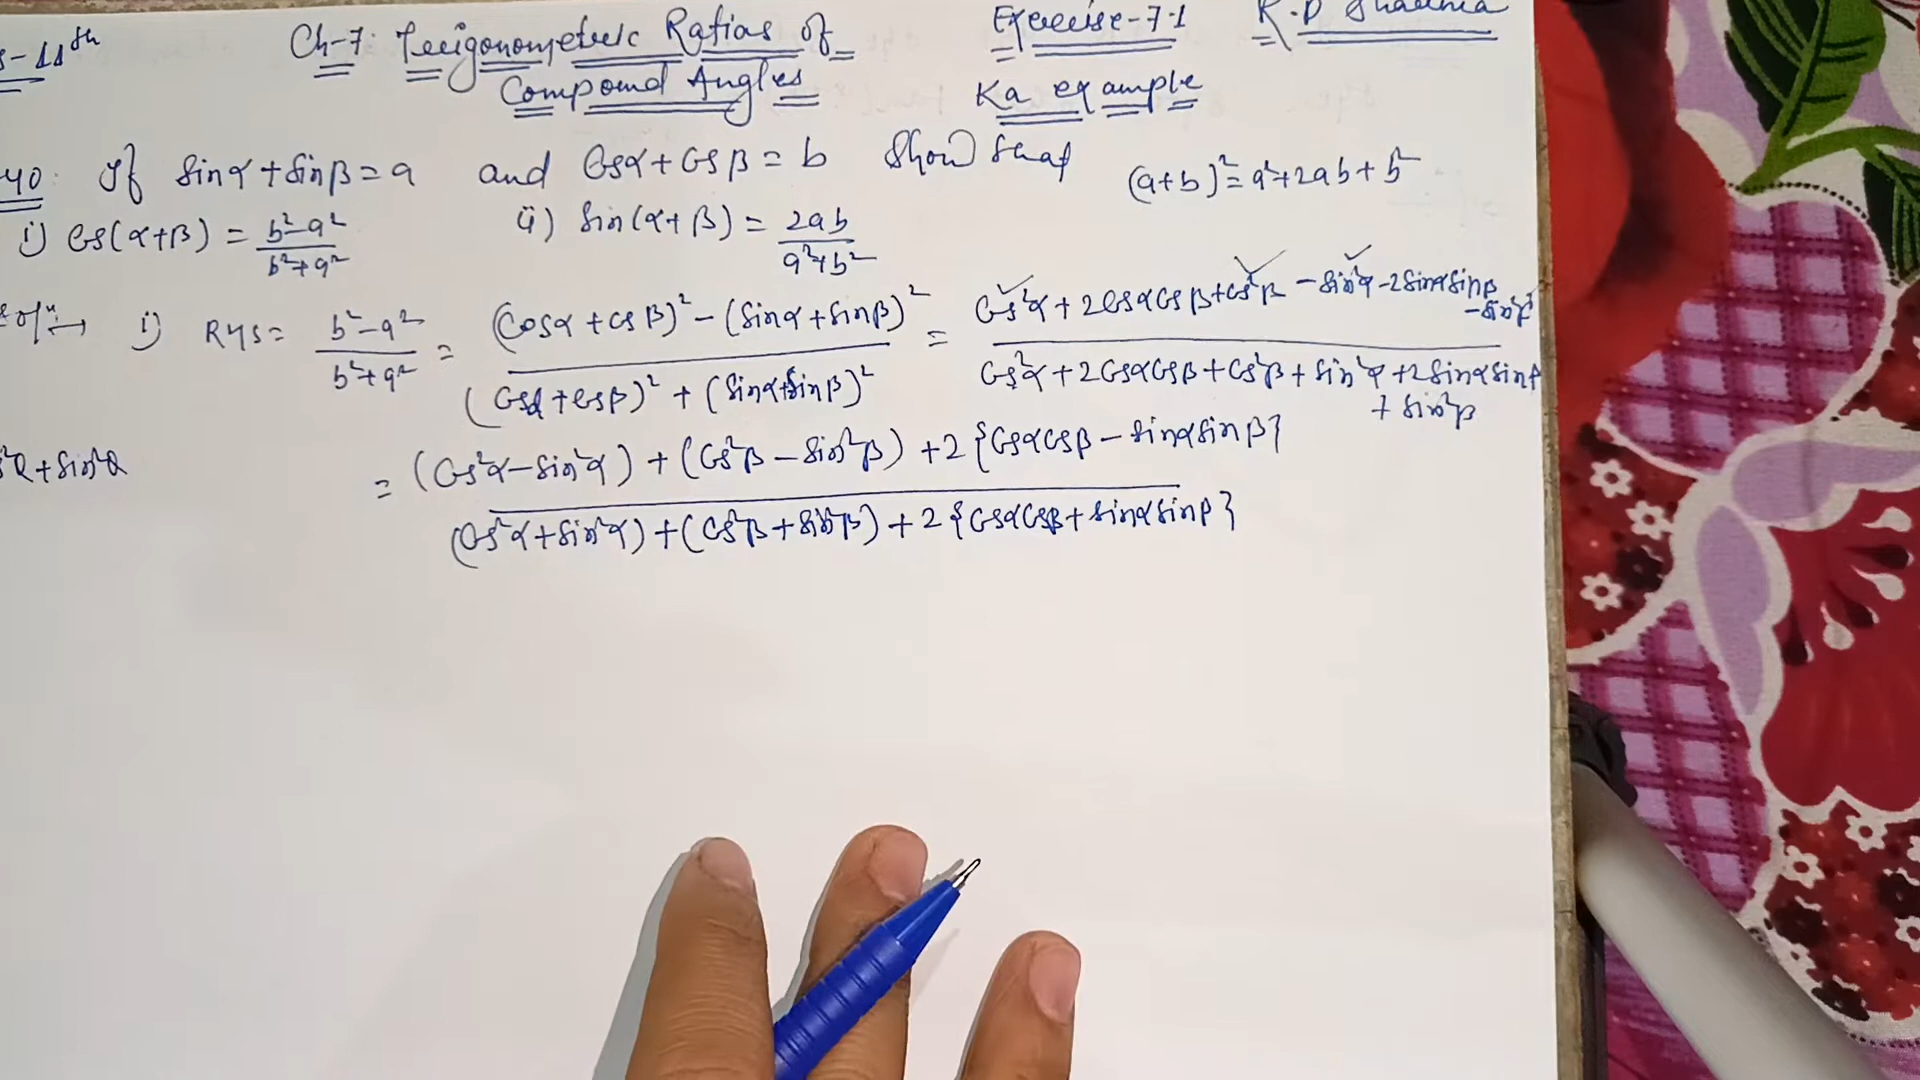 s-11th Ch-7: Trigonometric Ratios of Exercise-7.1 R.D Sharma
Compound Angles Ka example
40. If Sinα+Sinβ=a and Cosα+Cosβ=b Show that (a+b)²=a²+2ab+b²
i) Cos(α+β) = b²-a² / b²+a² ii) Sin(α+β) = 2ab / a²+b²
Solⁿ:→ i) RHS= b²-a² / b²+a² = (Cosα+Cosβ)²-(Sinα+Sinβ)² / (Cosα+Cosβ)²+(Sinα+Sinβ)² = Cos²α+2CosαCosβ+Cos²β-Sin²α-2SinαSinβ-Sin²β / Cos²α+2CosαCosβ+Cos²β+Sin²α+2SinαSinβ+Sin²β
s²α+Sin²α = (Cos²α-Sin²α)+(Cos²β-Sin²β)+2{CosαCosβ-SinαSinβ} / (Cos²α+Sin²α)+(Cos²β+Sin²β)+2{CosαCosβ+SinαSinβ}